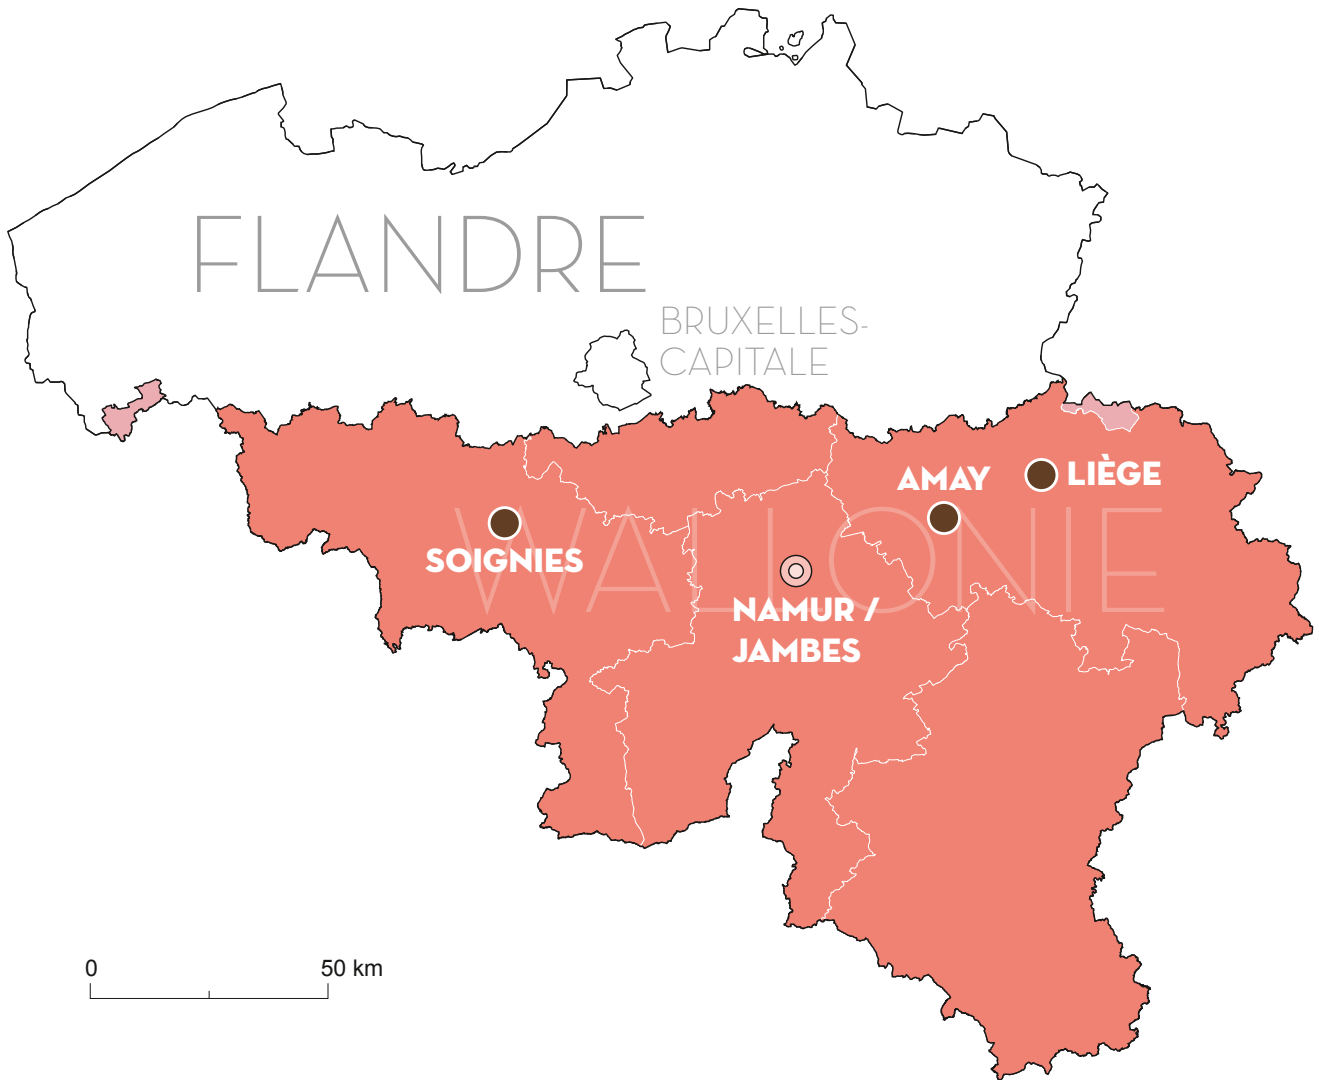 FLANDRE
BRUXELLES-
CAPITALE
WALLONIE
AMAY
LIÈGE
SOIGNIES
NAMUR /
JAMBES
0 50 km